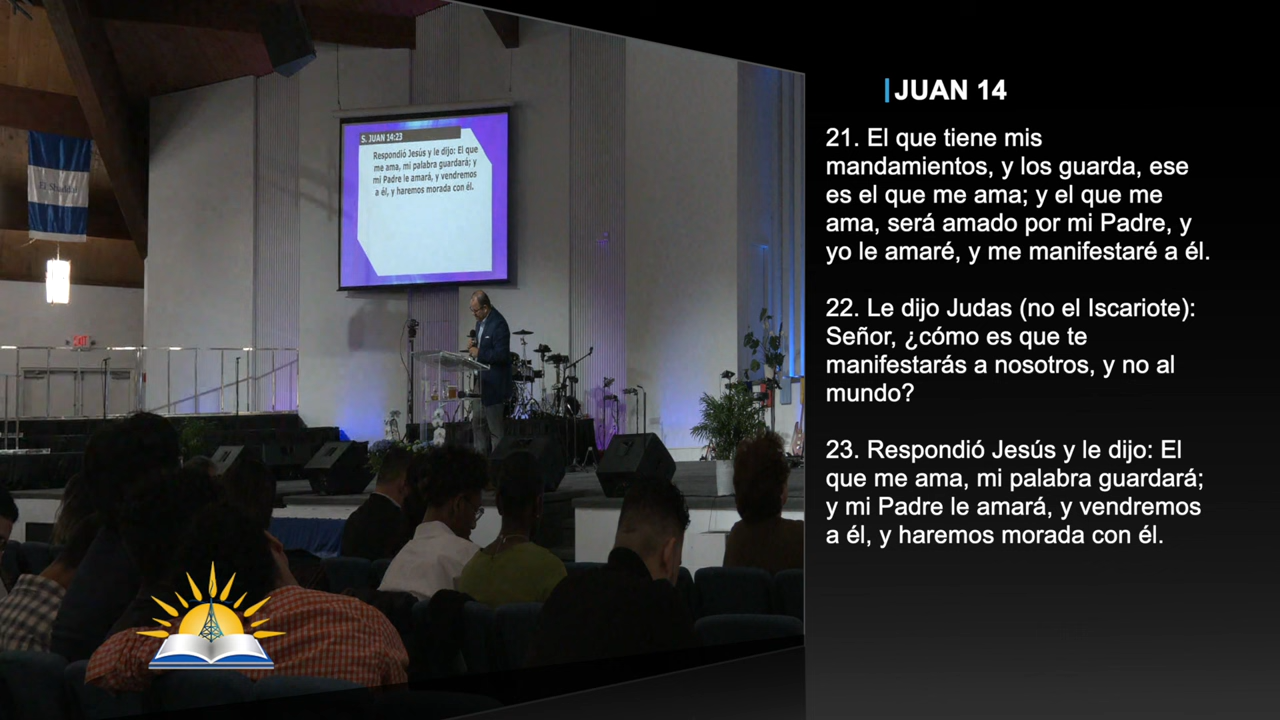 El Shaddai
EXIT
S. JUAN 14:23
Respondió Jesús y le dijo: El que
me ama, mi palabra guardará; y
mi Padre le amará, y vendremos
a él, y haremos morada con él.
JUAN 14
21. El que tiene mis
mandamientos, y los guarda, ese
es el que me ama; y el que me
ama, será amado por mi Padre, y
yo le amaré, y me manifestaré a él.
22. Le dijo Judas (no el Iscariote):
Señor, ¿cómo es que te
manifestarás a nosotros, y no al
mundo?
23. Respondió Jesús y le dijo: El
que me ama, mi palabra guardará;
y mi Padre le amará, y vendremos
a él, y haremos morada con él.